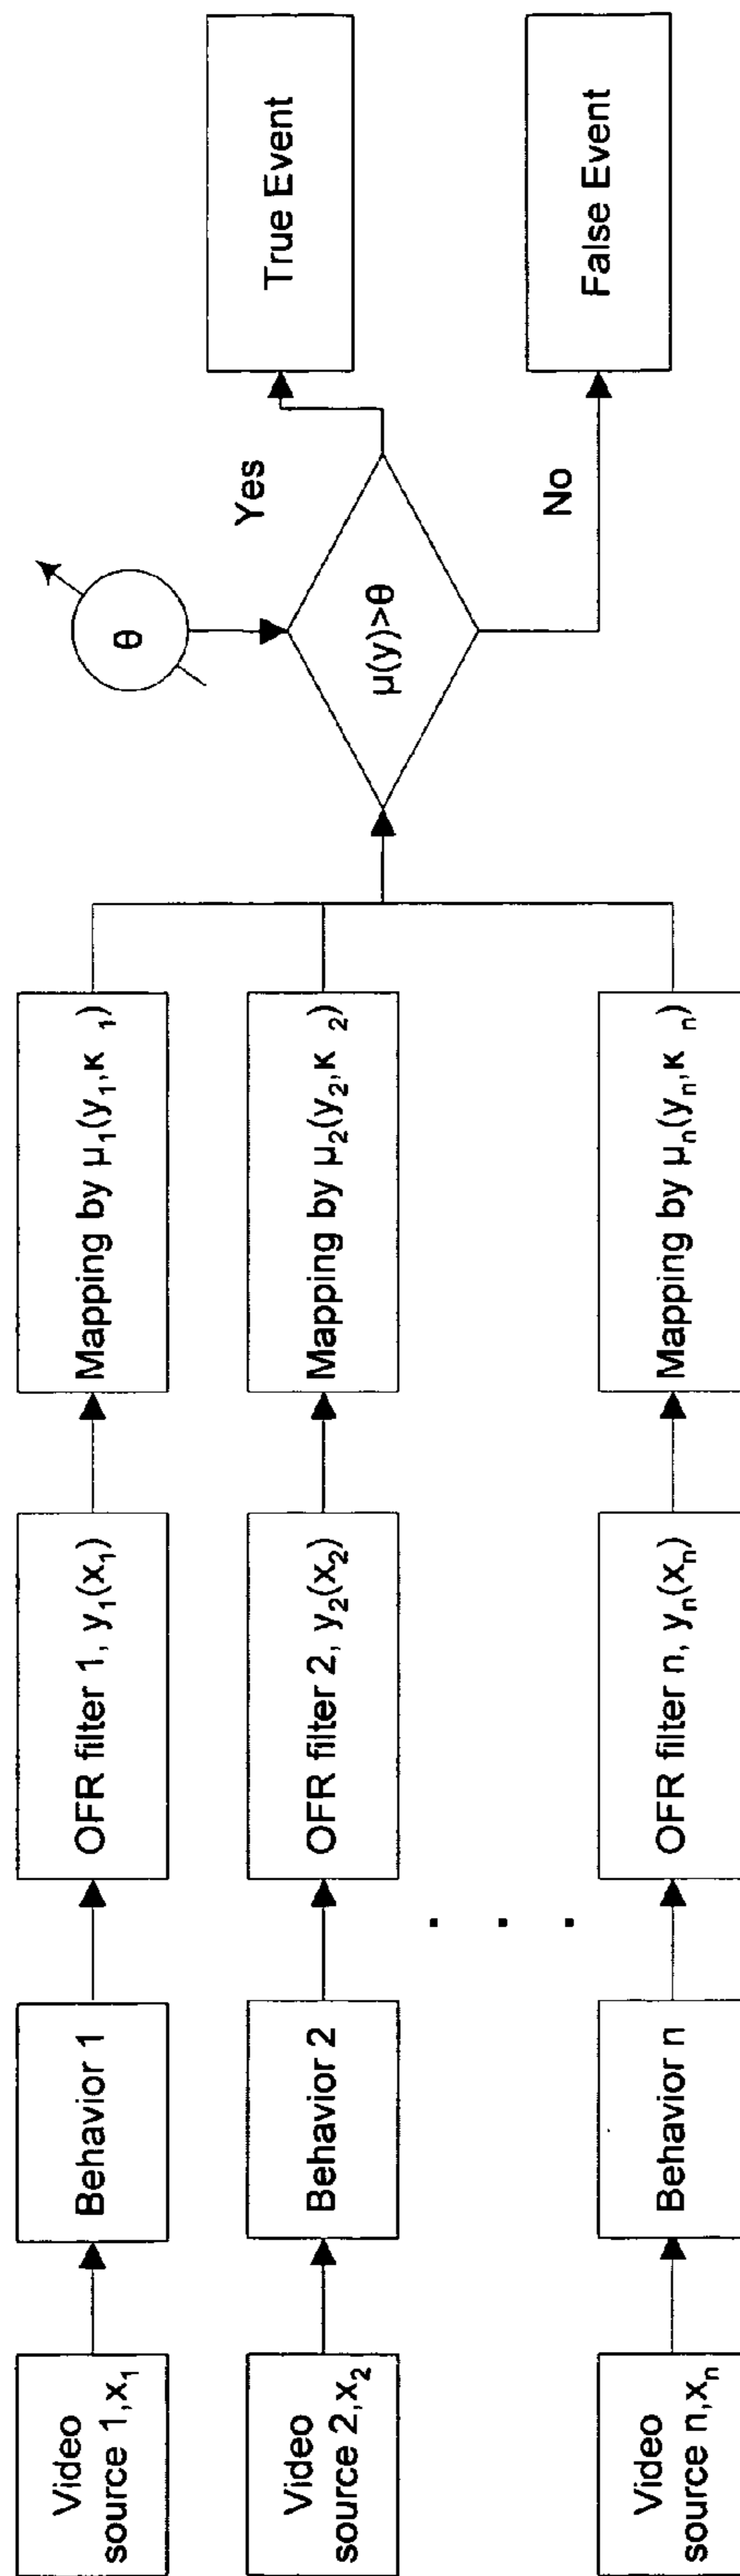 Video
source 1,x₁
Behavior 1
OFR filter 1, y₁(x₁)
Mapping by μ₁(y₁,κ ₁)
Video
source 2,x₂
Behavior 2
OFR filter 2, y₂(x₂)
Mapping by μ₂(y₂,κ ₂)
. . .
Video
source n,xₙ
Behavior n
OFR filter n, yₙ(xₙ)
Mapping by μₙ(yₙ,κ ₙ)
θ
μ(y)>θ
Yes
True Event
No
False Event